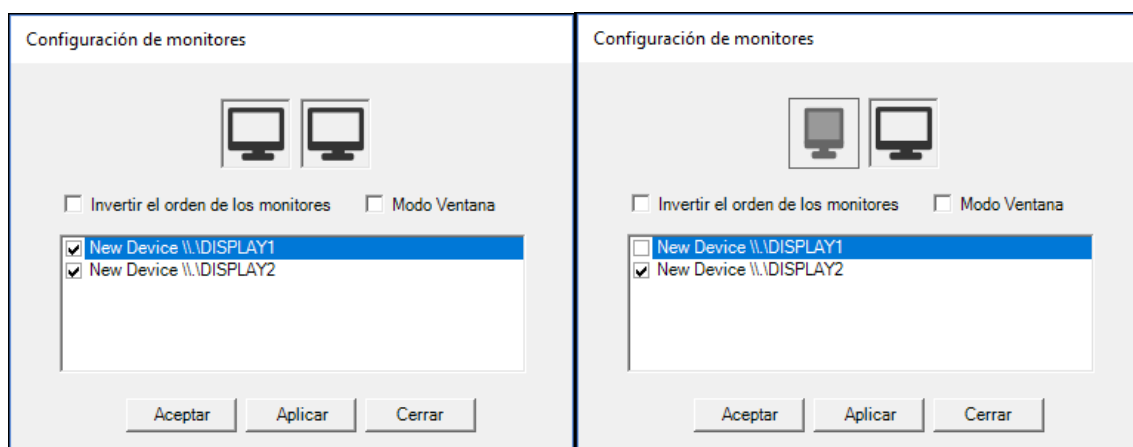 Configuración de monitores
Invertir el orden de los monitores
Modo Ventana
New Device \\.\DISPLAY1
New Device \\.\DISPLAY2
Aceptar
Aplicar
Cerrar
Configuración de monitores
Invertir el orden de los monitores
Modo Ventana
New Device \\.\DISPLAY1
New Device \\.\DISPLAY2
Aceptar
Aplicar
Cerrar